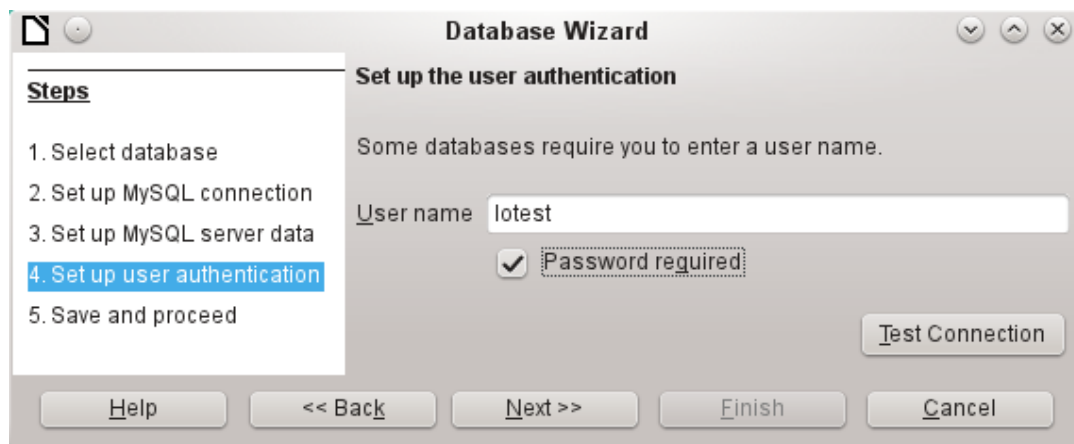 Database Wizard
Steps
1. Select database
2. Set up MySQL connection
3. Set up MySQL server data
4. Set up user authentication
5. Save and proceed
Set up the user authentication
Some databases require you to enter a user name.
User name lotest
Password required
Test Connection
Help << Back Next >> Finish Cancel